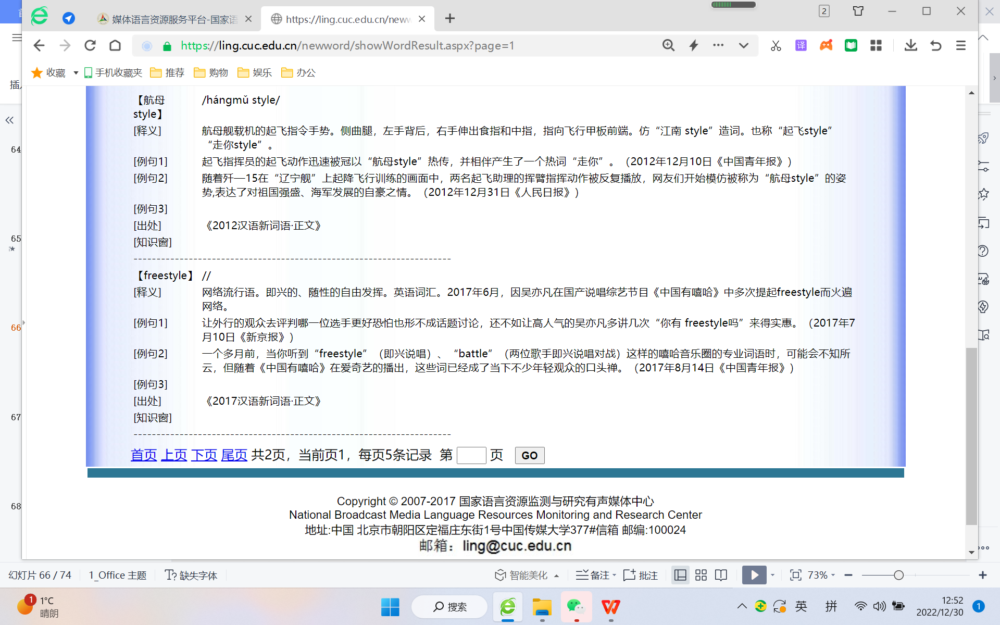 媒体语言资源服务平台-国家语
https://ling.cuc.edu.cn/neww
2
https://ling.cuc.edu.cn/newword/showWordResult.aspx?page=1
译
收藏
手机收藏夹
推荐
购物
娱乐
办公
【航母style】 /hángmǔ style/
[释义] 航母舰载机的起飞指令手势。侧曲腿，左手背后，右手伸出食指和中指，指向飞行甲板前端。仿“江南 style”造词。也称“起飞style”
“走你style”。
[例句1] 起飞指挥员的起飞动作迅速被冠以“航母style”热传，并相伴产生了一个热词“走你”。（2012年12月10日《中国青年报》）
[例句2] 随着歼—15在“辽宁舰”上起降飞行训练的画面中，两名起飞助理的挥臂指挥动作被反复播放，网友们开始模仿被称为“航母style”的姿
势,表达了对祖国强盛、海军发展的自豪之情。（2012年12月31日《人民日报》）
[例句3]
[出处] 《2012汉语新词语·正文》
[知识窗]
----------------------------------------------------------------------
【freestyle】 //
[释义] 网络流行语。即兴的、随性的自由发挥。英语词汇。2017年6月，因吴亦凡在国产说唱综艺节目《中国有嘻哈》中多次提起freestyle而火遍
网络。
[例句1] 让外行的观众去评判哪一位选手更好恐怕也形不成话题讨论，还不如让高人气的吴亦凡多讲几次“你有 freestyle吗”来得实惠。（2017年7
月10日《新京报》）
[例句2] 一个多月前，当你听到“freestyle”（即兴说唱）、“battle”（两位歌手即兴说唱对战）这样的嘻哈音乐圈的专业词语时，可能会不知所
云，但随着《中国有嘻哈》在爱奇艺的播出，这些词已经成了当下不少年轻观众的口头禅。（2017年8月14日《中国青年报》）
[例句3]
[出处] 《2017汉语新词语·正文》
[知识窗]
----------------------------------------------------------------------
首页 上页 下页 尾页 共2页，当前页1，每页5条记录 第 页 GO
Copyright © 2007-2017 国家语言资源监测与研究有声媒体中心
National Broadcast Media Language Resources Monitoring and Research Center
地址:中国 北京市朝阳区定福庄东街1号中国传媒大学377#信箱 邮编:100024
邮箱：ling@cuc.edu.cn
64
65
66
67
68
幻灯片 66 / 74 1_Office 主题 缺失字体 智能美化 备注 批注 73%
1 1°C
晴朗
搜索
英 拼
12:52
2022/12/30
1